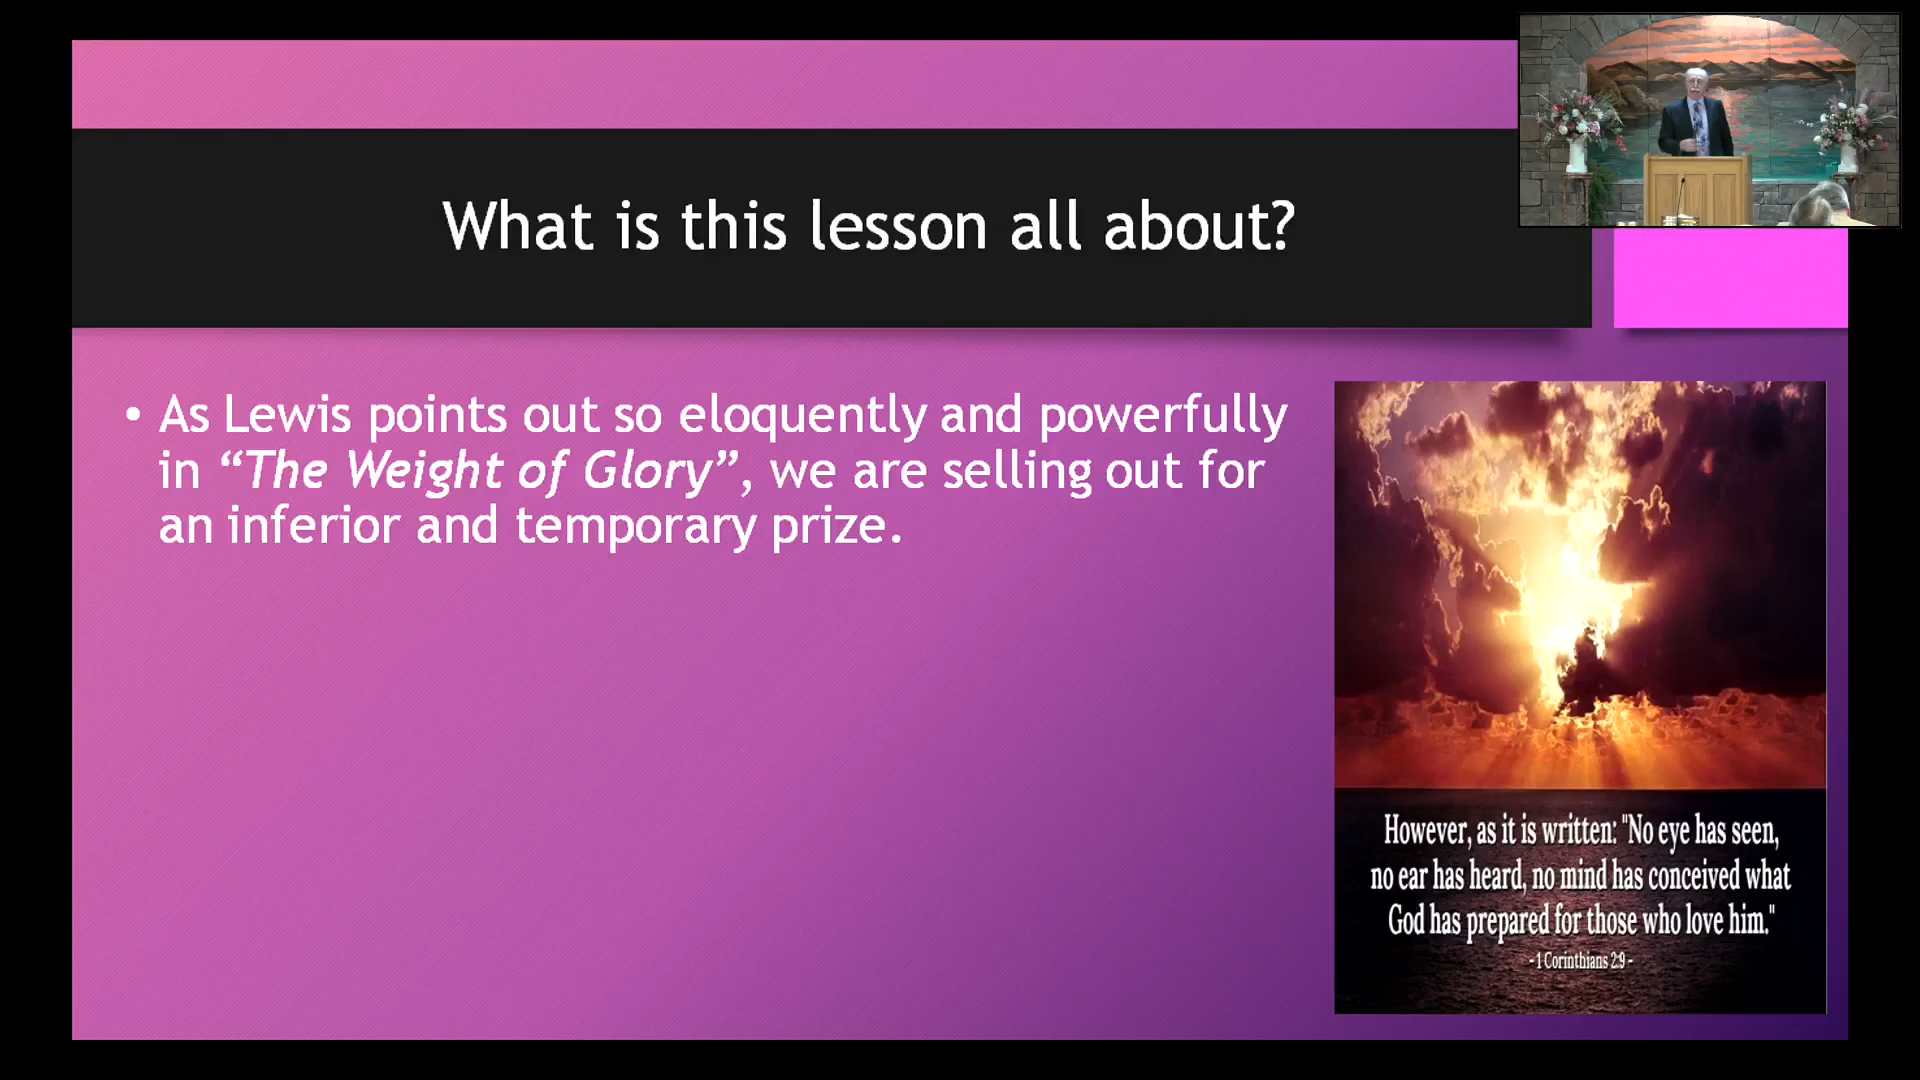 What is this lesson all about?
• As Lewis points out so eloquently and powerfully
in “The Weight of Glory”, we are selling out for
an inferior and temporary prize.
However, as it is written: "No eye has seen,
no ear has heard, no mind has conceived what
God has prepared for those who love him."
- 1 Corinthians 2:9 -